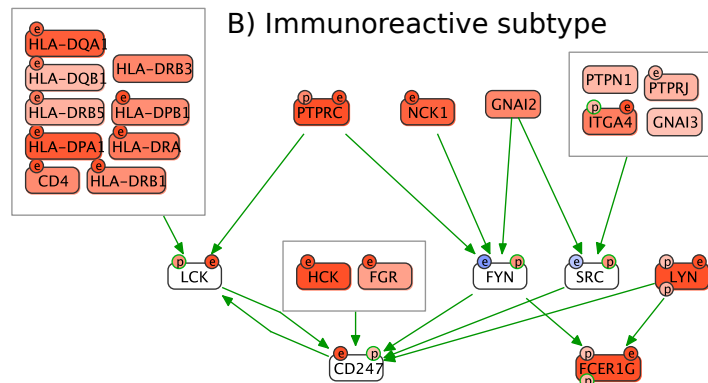 B) Immunoreactive subtype
e
HLA-DQA1
e
HLA-DQB1
HLA-DRB3
e
HLA-DRB5
e
HLA-DPB1
e
HLA-DPA1
e
HLA-DRA
e
CD4
e
HLA-DRB1
p e
PTPRC
e
NCK1
GNAI2
PTPN1
e
PTPRJ
p e
ITGA4
GNAI3
p e
LCK
e
HCK
e
FGR
e p
FYN
e p
SRC
p e
LYN
p
e p
CD247
p e
FCER1G
p